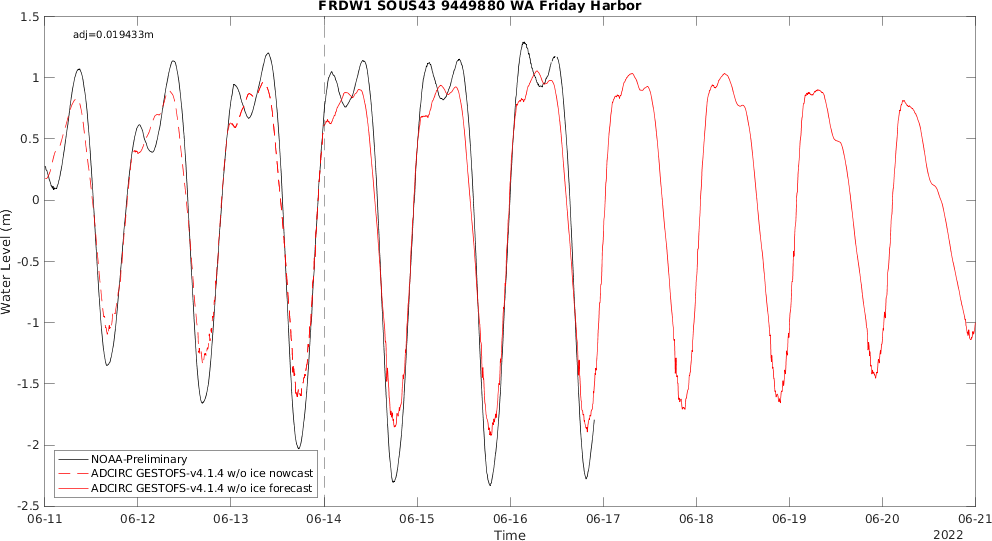 FRDW1 SOUS43 9449880 WA Friday Harbor
adj=0.019433m
1.5
1
0.5
0
-0.5
-1
-1.5
-2
-2.5
Water Level (m)
NOAA-Preliminary
ADCIRC GESTOFS-v4.1.4 w/o ice nowcast
ADCIRC GESTOFS-v4.1.4 w/o ice forecast
06-11 06-12 06-13 06-14 06-15 06-16 06-17 06-18 06-19 06-20 06-21
Time
2022